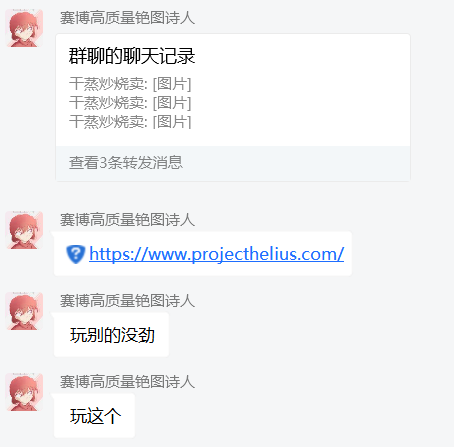 赛博高质量铯图诗人
群聊的聊天记录
干蒸炒烧卖: [图片]
干蒸炒烧卖: [图片]
干蒸炒烧卖: [图片]
查看3条转发消息
赛博高质量铯图诗人
https://www.projecthelius.com/
赛博高质量铯图诗人
玩别的没劲
赛博高质量铯图诗人
玩这个